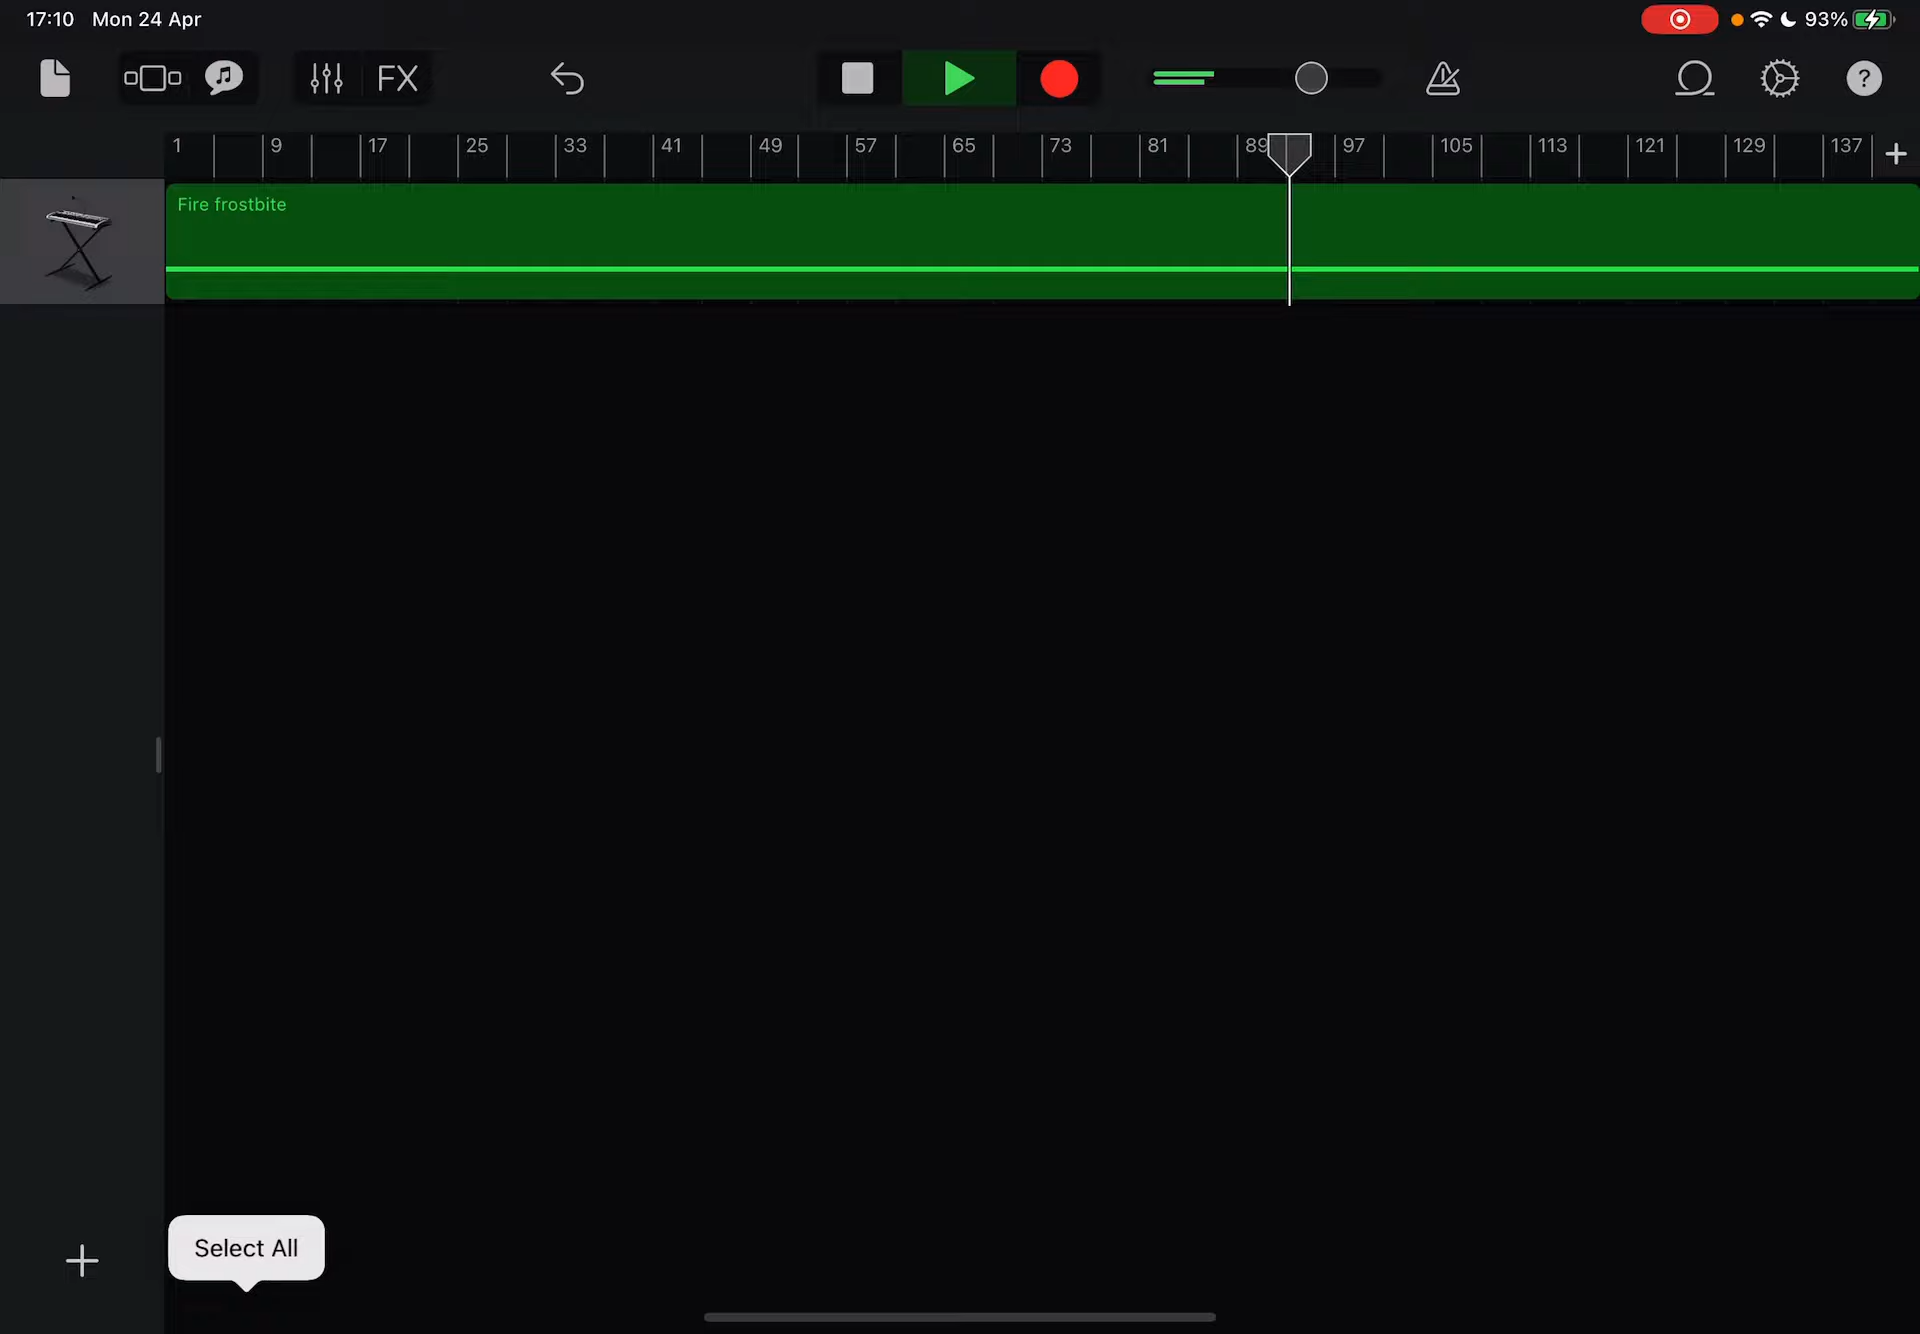 17:10 Mon 24 Apr
93%
FX
?
1 9 17 25 33 41 49 57 65 73 81 89 97 105 113 121 129 137
Fire frostbite
Select All